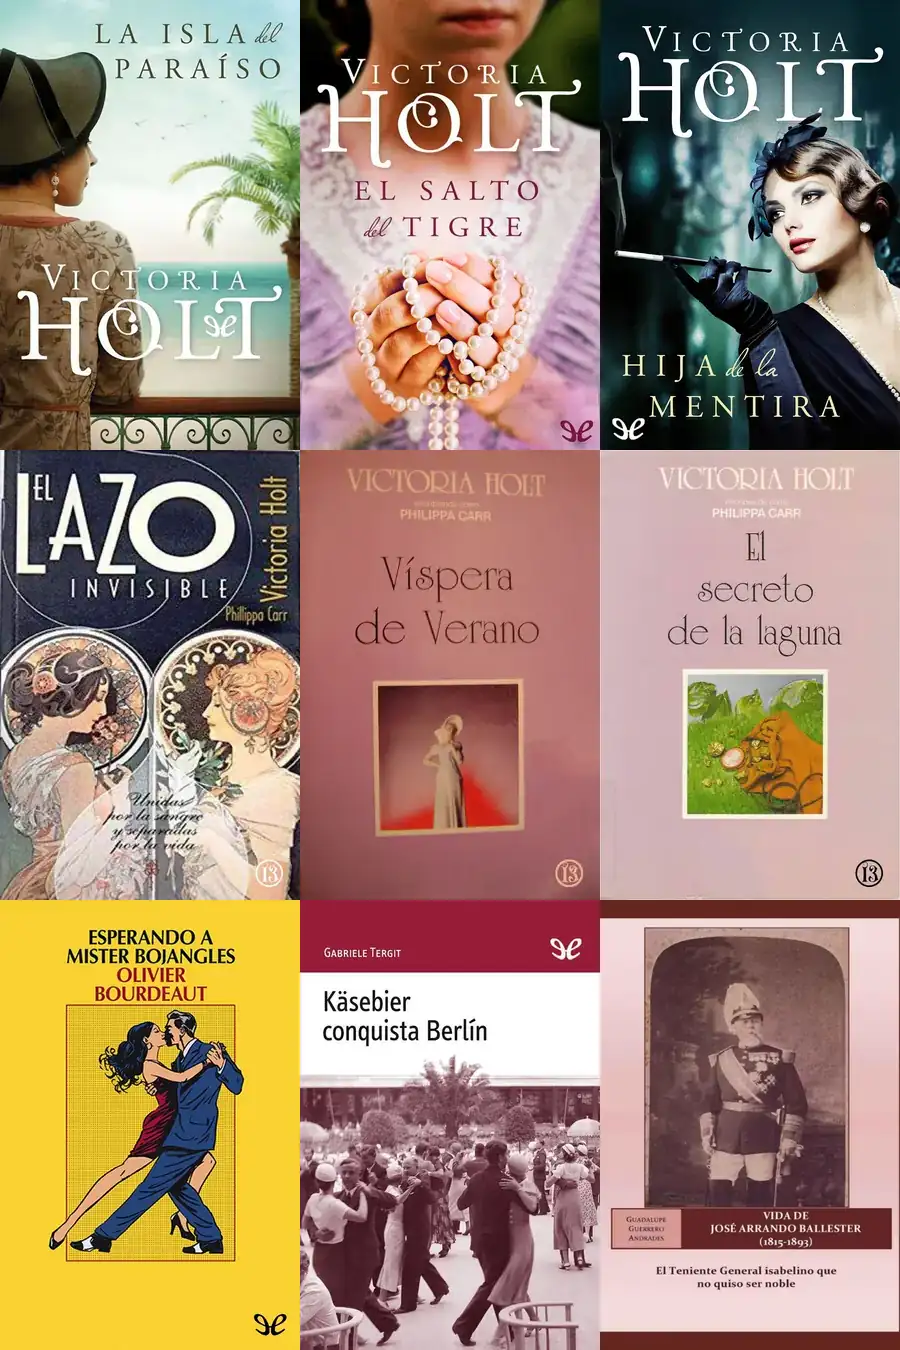 LA ISLA del
PARAÍSO
VICTORIA
HOLT
VICTORIA
HOLT
EL SALTO
del TIGRE
VICTORIA
HOLT
HIJA de la
MENTIRA
EL
LAZO
INVISIBLE
Victoria Holt
Phillippa Carr
Unidas
por la sangre
y separadas
por la vida
13
VICTORIA HOLT
PHILIPPA CARR
Víspera
de Verano
13
VICTORIA HOLT
PHILIPPA CARR
El
secreto
de la laguna
13
ESPERANDO A
MISTER BOJANGLES
OLIVIER
BOURDEAUT
GABRIELE TERGIT
Käsebier
conquista Berlín
GUADALUPE
GUERRERO
ANDRADES
VIDA DE
JOSÉ ARRANDO BALLESTER
(1815-1893)
El Teniente General isabelino que
no quiso ser noble